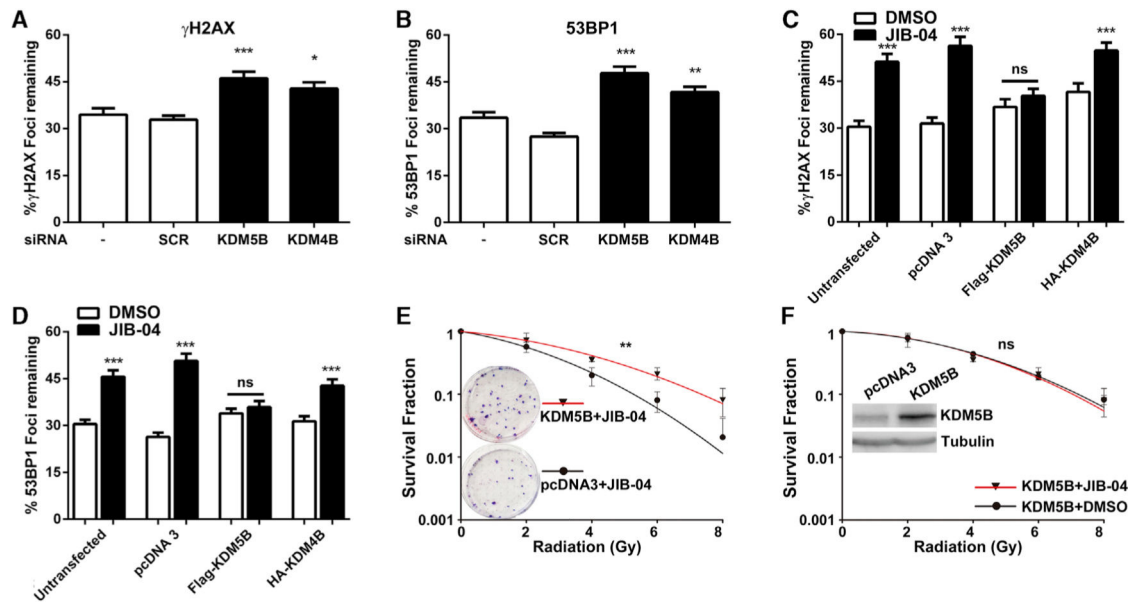 A
γH2AX
%γH2AX Foci remaining
60
45
30
15
0
***
*
siRNA - SCR KDM5B KDM4B
B
53BP1
% 53BP1 Foci remaining
60
45
30
15
0
***
**
siRNA - SCR KDM5B KDM4B
C
DMSO
JIB-04
%γH2AX Foci remaining
60
45
30
15
0
***
***
ns
***
Untransfected
pcDNA 3
Flag-KDM5B
HA-KDM4B
D
DMSO
JIB-04
% 53BP1 Foci remaining
60
45
30
15
0
***
***
ns
***
Untransfected
pcDNA 3
Flag-KDM5B
HA-KDM4B
E
Survival Fraction
1
0.1
0.01
0.001
**
KDM5B+JIB-04
pcDNA3+JIB-04
0 2 4 6 8
Radiation (Gy)
F
Survival Fraction
1
0.1
0.01
0.001
ns
pcDNA3
KDM5B
KDM5B
Tubulin
KDM5B+JIB-04
KDM5B+DMSO
0 2 4 6 8
Radiation (Gy)